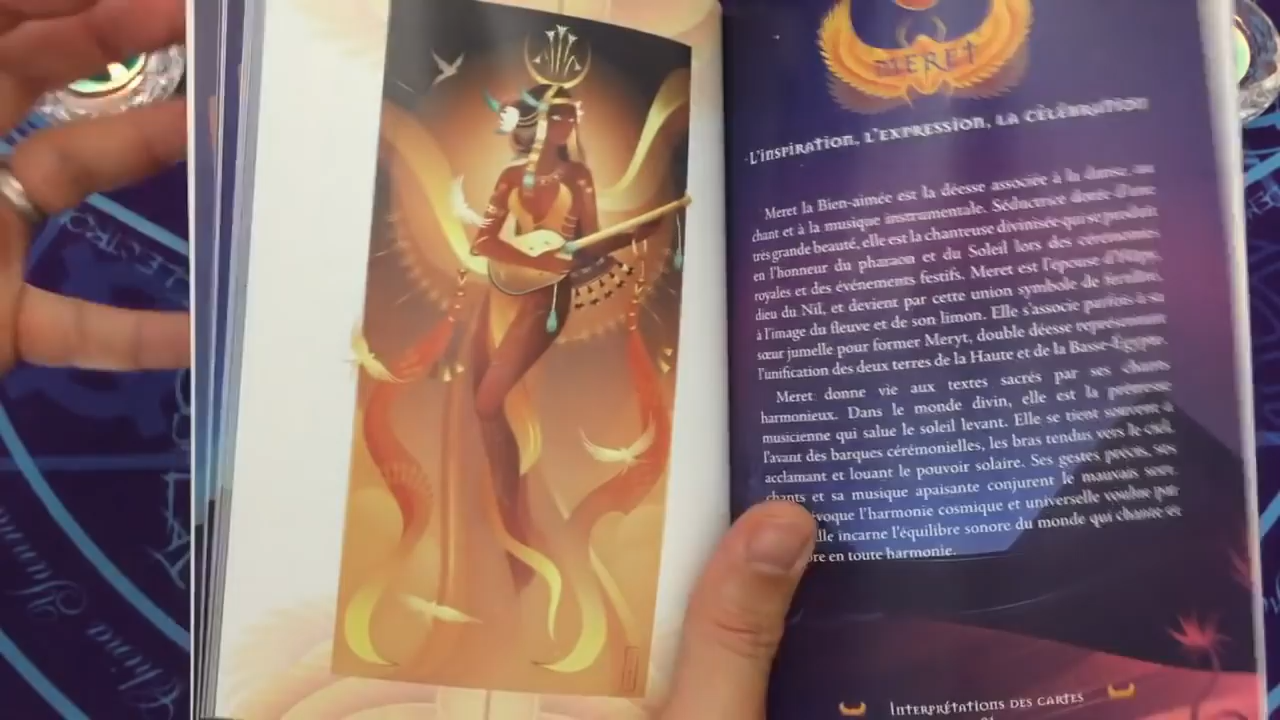 MERET
L'inspiration, l'expression, la célébration
Meret la Bien-aimée est la déesse associée à la danse, au
chant et à la musique instrumentale. Séductrice dotée d'une
très grande beauté, elle est la chanteuse divinisée qui se produit
en l'honneur du pharaon et du Soleil lors des cérémonies
royales et des événements festifs. Meret est l'épouse d'Hâpy,
dieu du Nil, et devient par cette union symbole de fertilité,
à l'image du fleuve et de son limon. Elle s'associe parfois à sa
sœur jumelle pour former Meryt, double déesse représentant
l'unification des deux terres de la Haute et de la Basse-Égypte.
Meret donne vie aux textes sacrés par ses chants
harmonieux. Dans le monde divin, elle est la première
musicienne qui salue le soleil levant. Elle se tient souvent à
l'avant des barques cérémonielles, les bras tendus vers le ciel,
acclamant et louant le pouvoir solaire. Ses gestes précis, ses
chants et sa musique apaisante conjurent le mauvais sort.
voque l'harmonie cosmique et universelle voulue par
lle incarne l'équilibre sonore du monde qui chante et
re en toute harmonie.
Interprétations des cartes
China